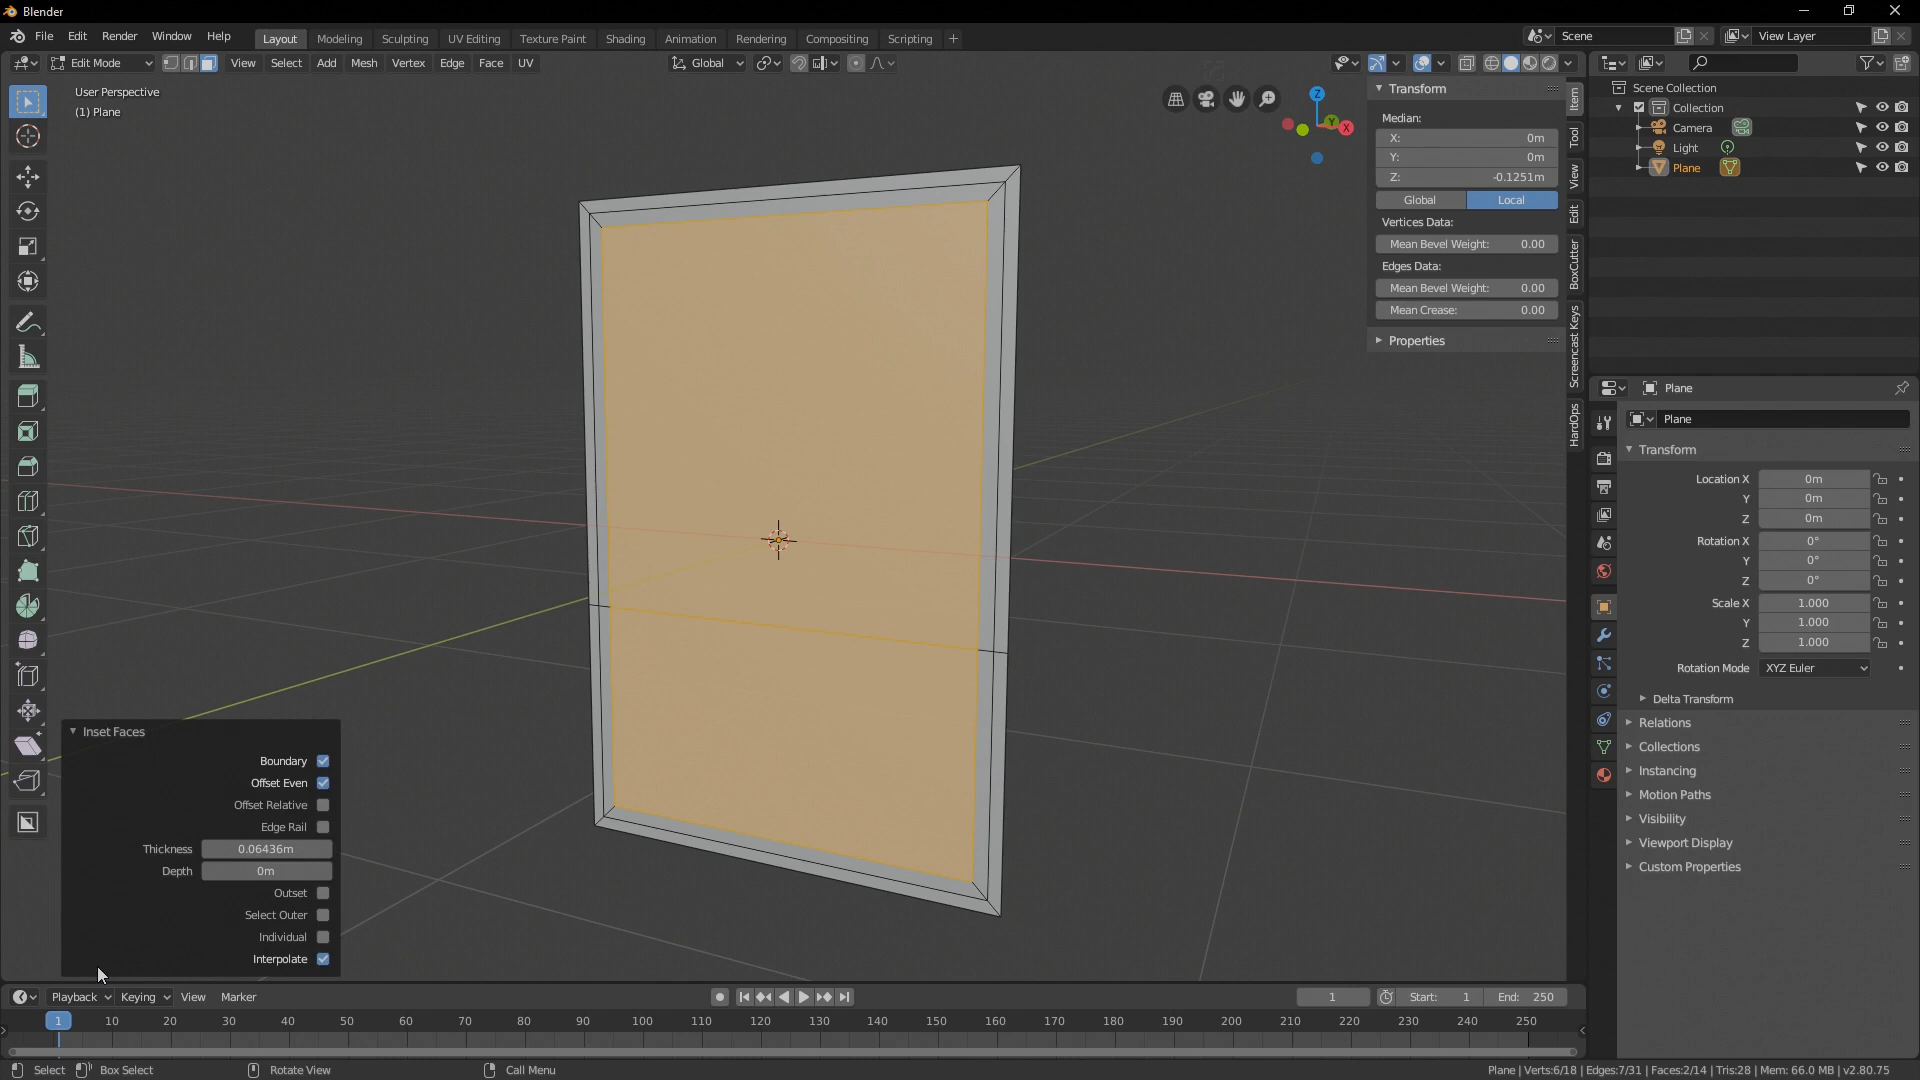 Blender
File Edit Render Window Help
Layout Modeling Sculpting UV Editing Texture Paint Shading Animation Rendering Compositing Scripting +
Scene
View Layer
Edit Mode
View Select Add Mesh Vertex Edge Face UV
Global
User Perspective
(1) Plane
Z
Y
X
Transform
Median:
X: 0m
Y: 0m
Z: -0.1251m
Global Local
Vertices Data:
Mean Bevel Weight: 0.00
Edges Data:
Mean Bevel Weight: 0.00
Mean Crease: 0.00
Properties
Item
Tool
View
Edit
BoxCutter
Screencast Keys
HardOps
Scene Collection
Collection
Camera
Light
Plane
Plane
Plane
Transform
Location X 0m
Y 0m
Z 0m
Rotation X 0°
Y 0°
Z 0°
Scale X 1.000
Y 1.000
Z 1.000
Rotation Mode XYZ Euler
Delta Transform
Relations
Collections
Instancing
Motion Paths
Visibility
Viewport Display
Custom Properties
Inset Faces
Boundary
Offset Even
Offset Relative
Edge Rail
Thickness 0.06436m
Depth 0m
Outset
Select Outer
Individual
Interpolate
Playback Keying View Marker
1
Start: 1
End: 250
1 10 20 30 40 50 60 70 80 90 100 110 120 130 140 150 160 170 180 190 200 210 220 230 240 250
Select Box Select Rotate View Call Menu
Plane | Verts:6/18 | Edges:7/31 | Faces:2/14 | Tris:28 | Mem: 66.0 MB | v2.80.75